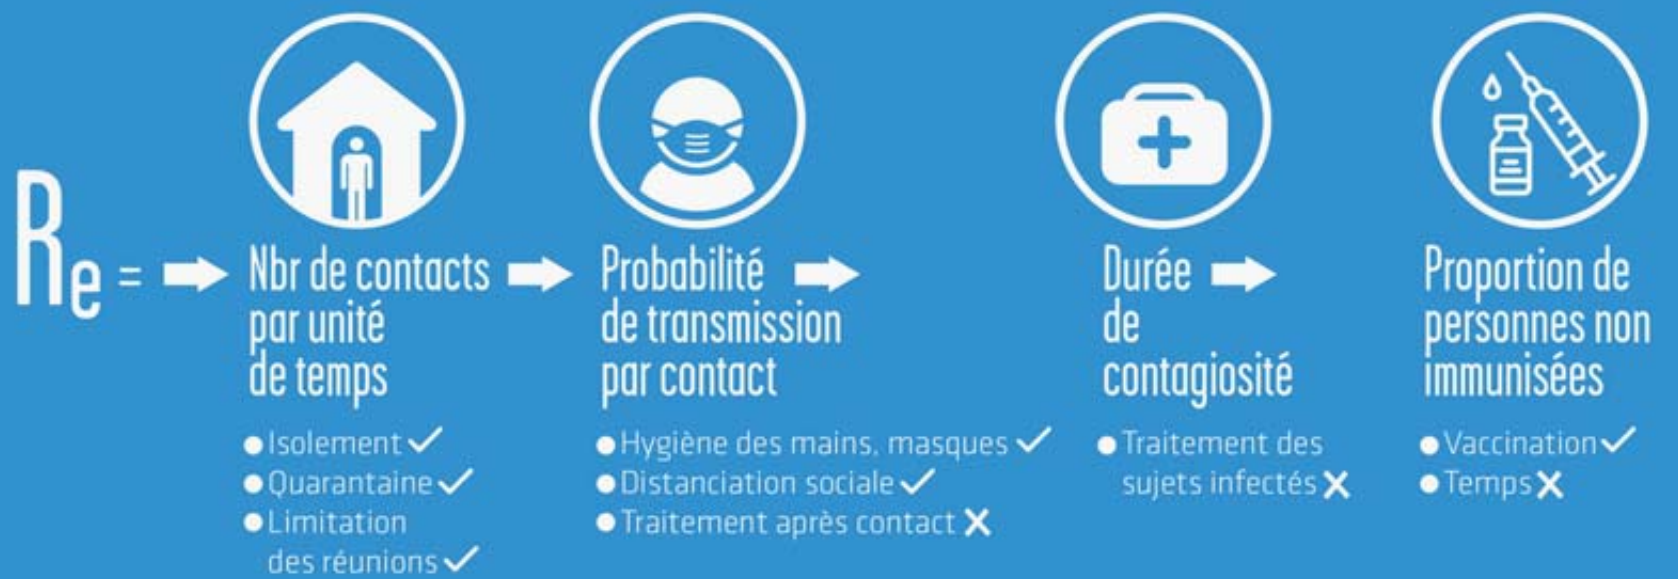 Re =
Nbr de contacts
par unité
de temps
● Isolement ✓
● Quarantaine ✓
● Limitation
des réunions ✓
Probabilité
de transmission
par contact
● Hygiène des mains, masques ✓
● Distanciation sociale ✓
● Traitement après contact X
Durée
de
contagiosité
● Traitement des
sujets infectés X
Proportion de
personnes non
immunisées
● Vaccination ✓
● Temps X